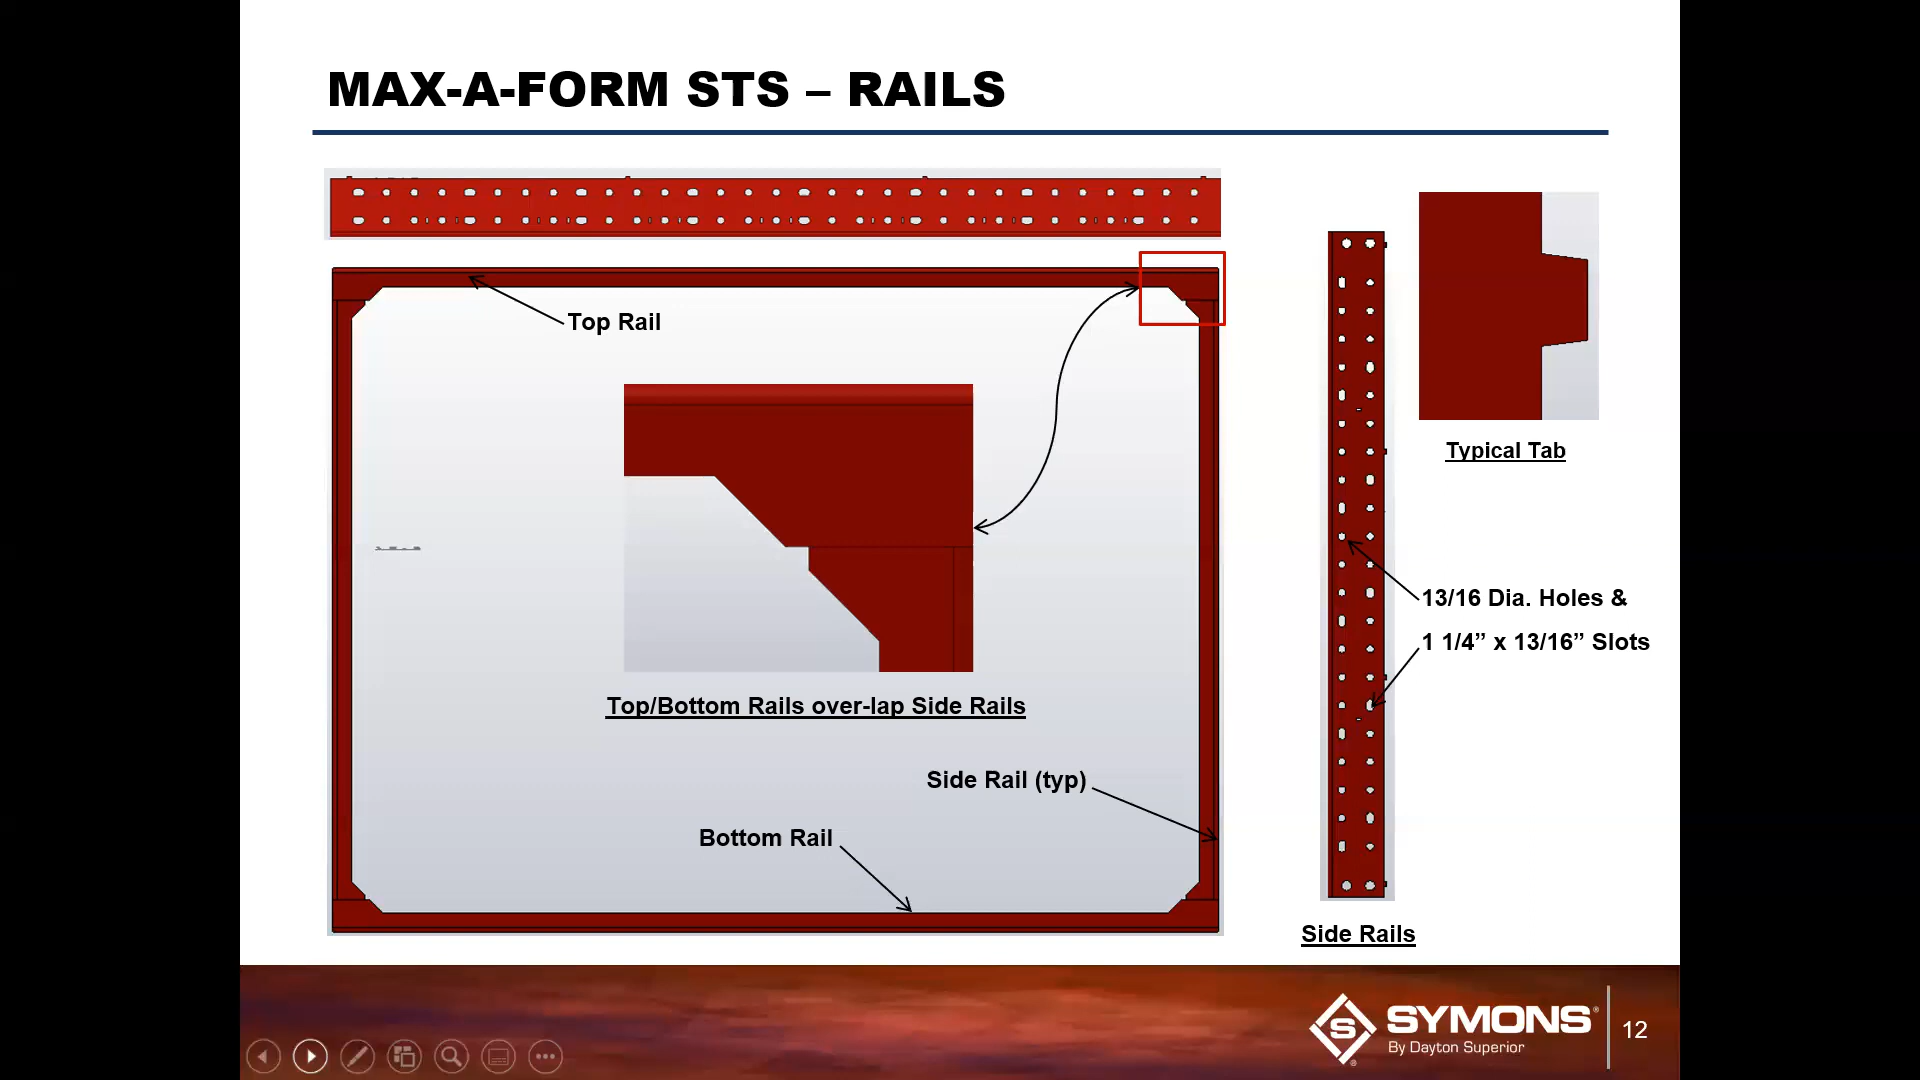 MAX-A-FORM STS – RAILS
Top Rail
Typical Tab
13/16 Dia. Holes &
1 1/4” x 13/16” Slots
Top/Bottom Rails over-lap Side Rails
Side Rail (typ)
Bottom Rail
Side Rails
S SYMONS®
By Dayton Superior
12